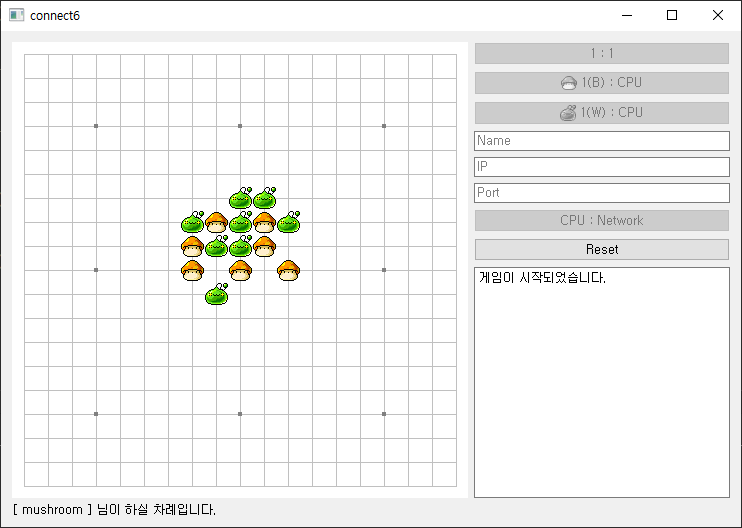 connect6
1 : 1
1(B) : CPU
1(W) : CPU
Name
IP
Port
CPU : Network
Reset
게임이 시작되었습니다.
[ mushroom ] 님이 하실 차례입니다.